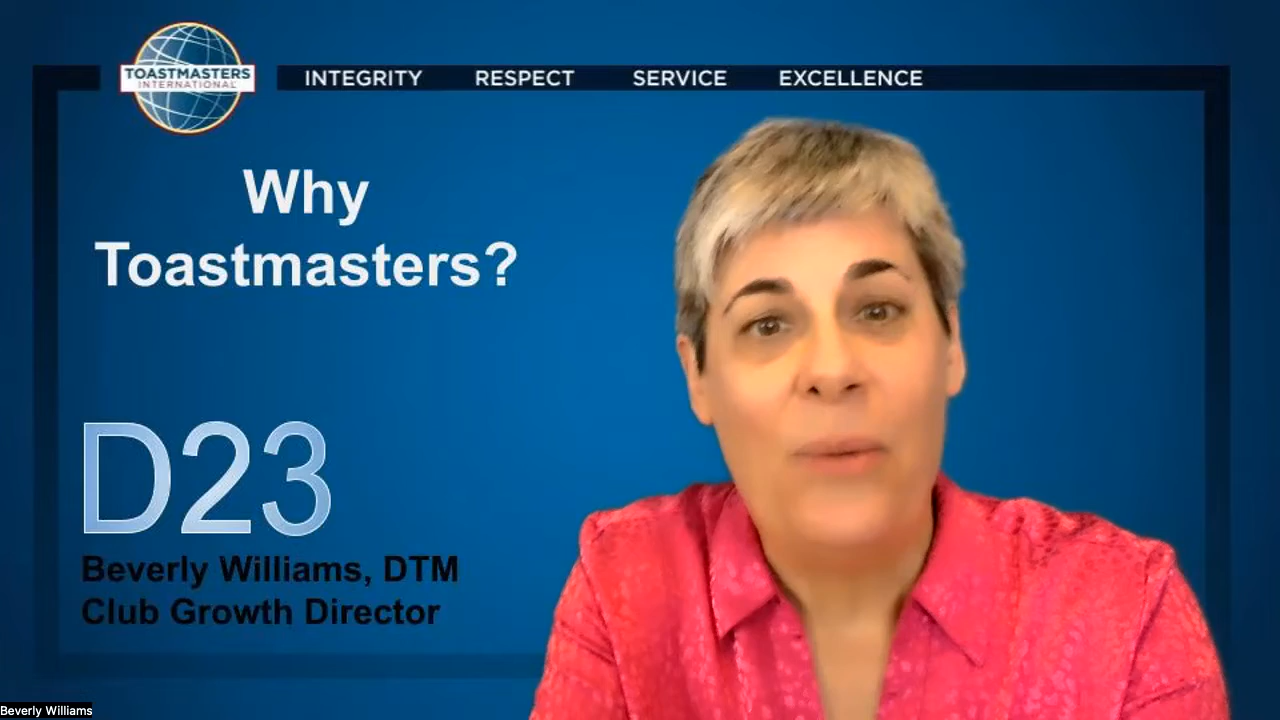 TOASTMASTERS
INTERNATIONAL
INTEGRITY RESPECT SERVICE EXCELLENCE
Why
Toastmasters?
D23
Beverly Williams, DTM
Club Growth Director
Beverly Williams